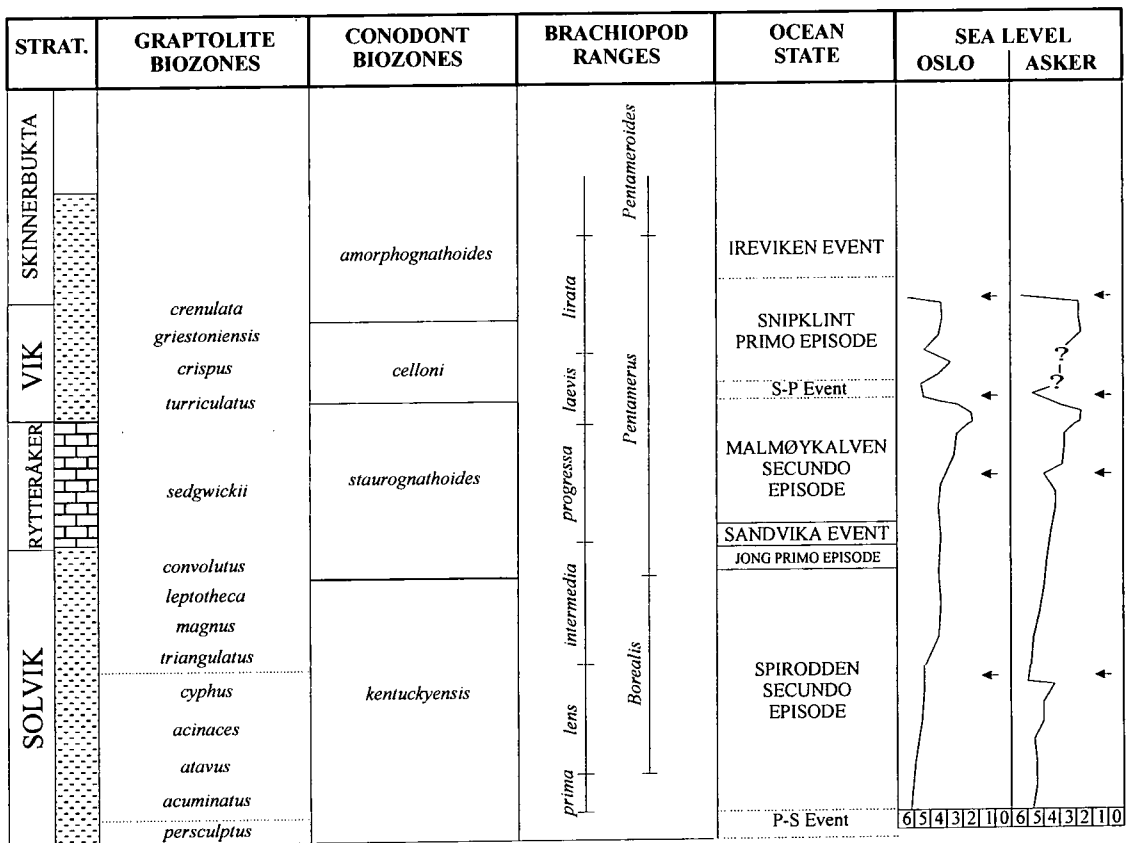 STRAT.
GRAPTOLITE
BIOZONES
CONODONT
BIOZONES
BRACHIOPOD
RANGES
OCEAN
STATE
SEA LEVEL
OSLO
ASKER
SKINNERBUKTA
VIK
RYTTERÅKER
SOLVIK
crenulata
griestoniensis
crispus
turriculatus
sedgwickii
convolutus
leptotheca
magnus
triangulatus
cyphus
acinaces
atavus
acuminatus
persculptus
amorphognathoides
celloni
staurognathoides
kentuckyensis
lirata
laevis
progressa
intermedia
lens
prima
Pentameroides
Pentamerus
Borealis
IREVIKEN EVENT
SNIPKLINT
PRIMO EPISODE
S-P Event
MALMØYKALVEN
SECUNDO
EPISODE
SANDVIKA EVENT
JONG PRIMO EPISODE
SPIRODDEN
SECUNDO
EPISODE
P-S Event
?
?
6 5 4 3 2 1 0 6 5 4 3 2 1 0